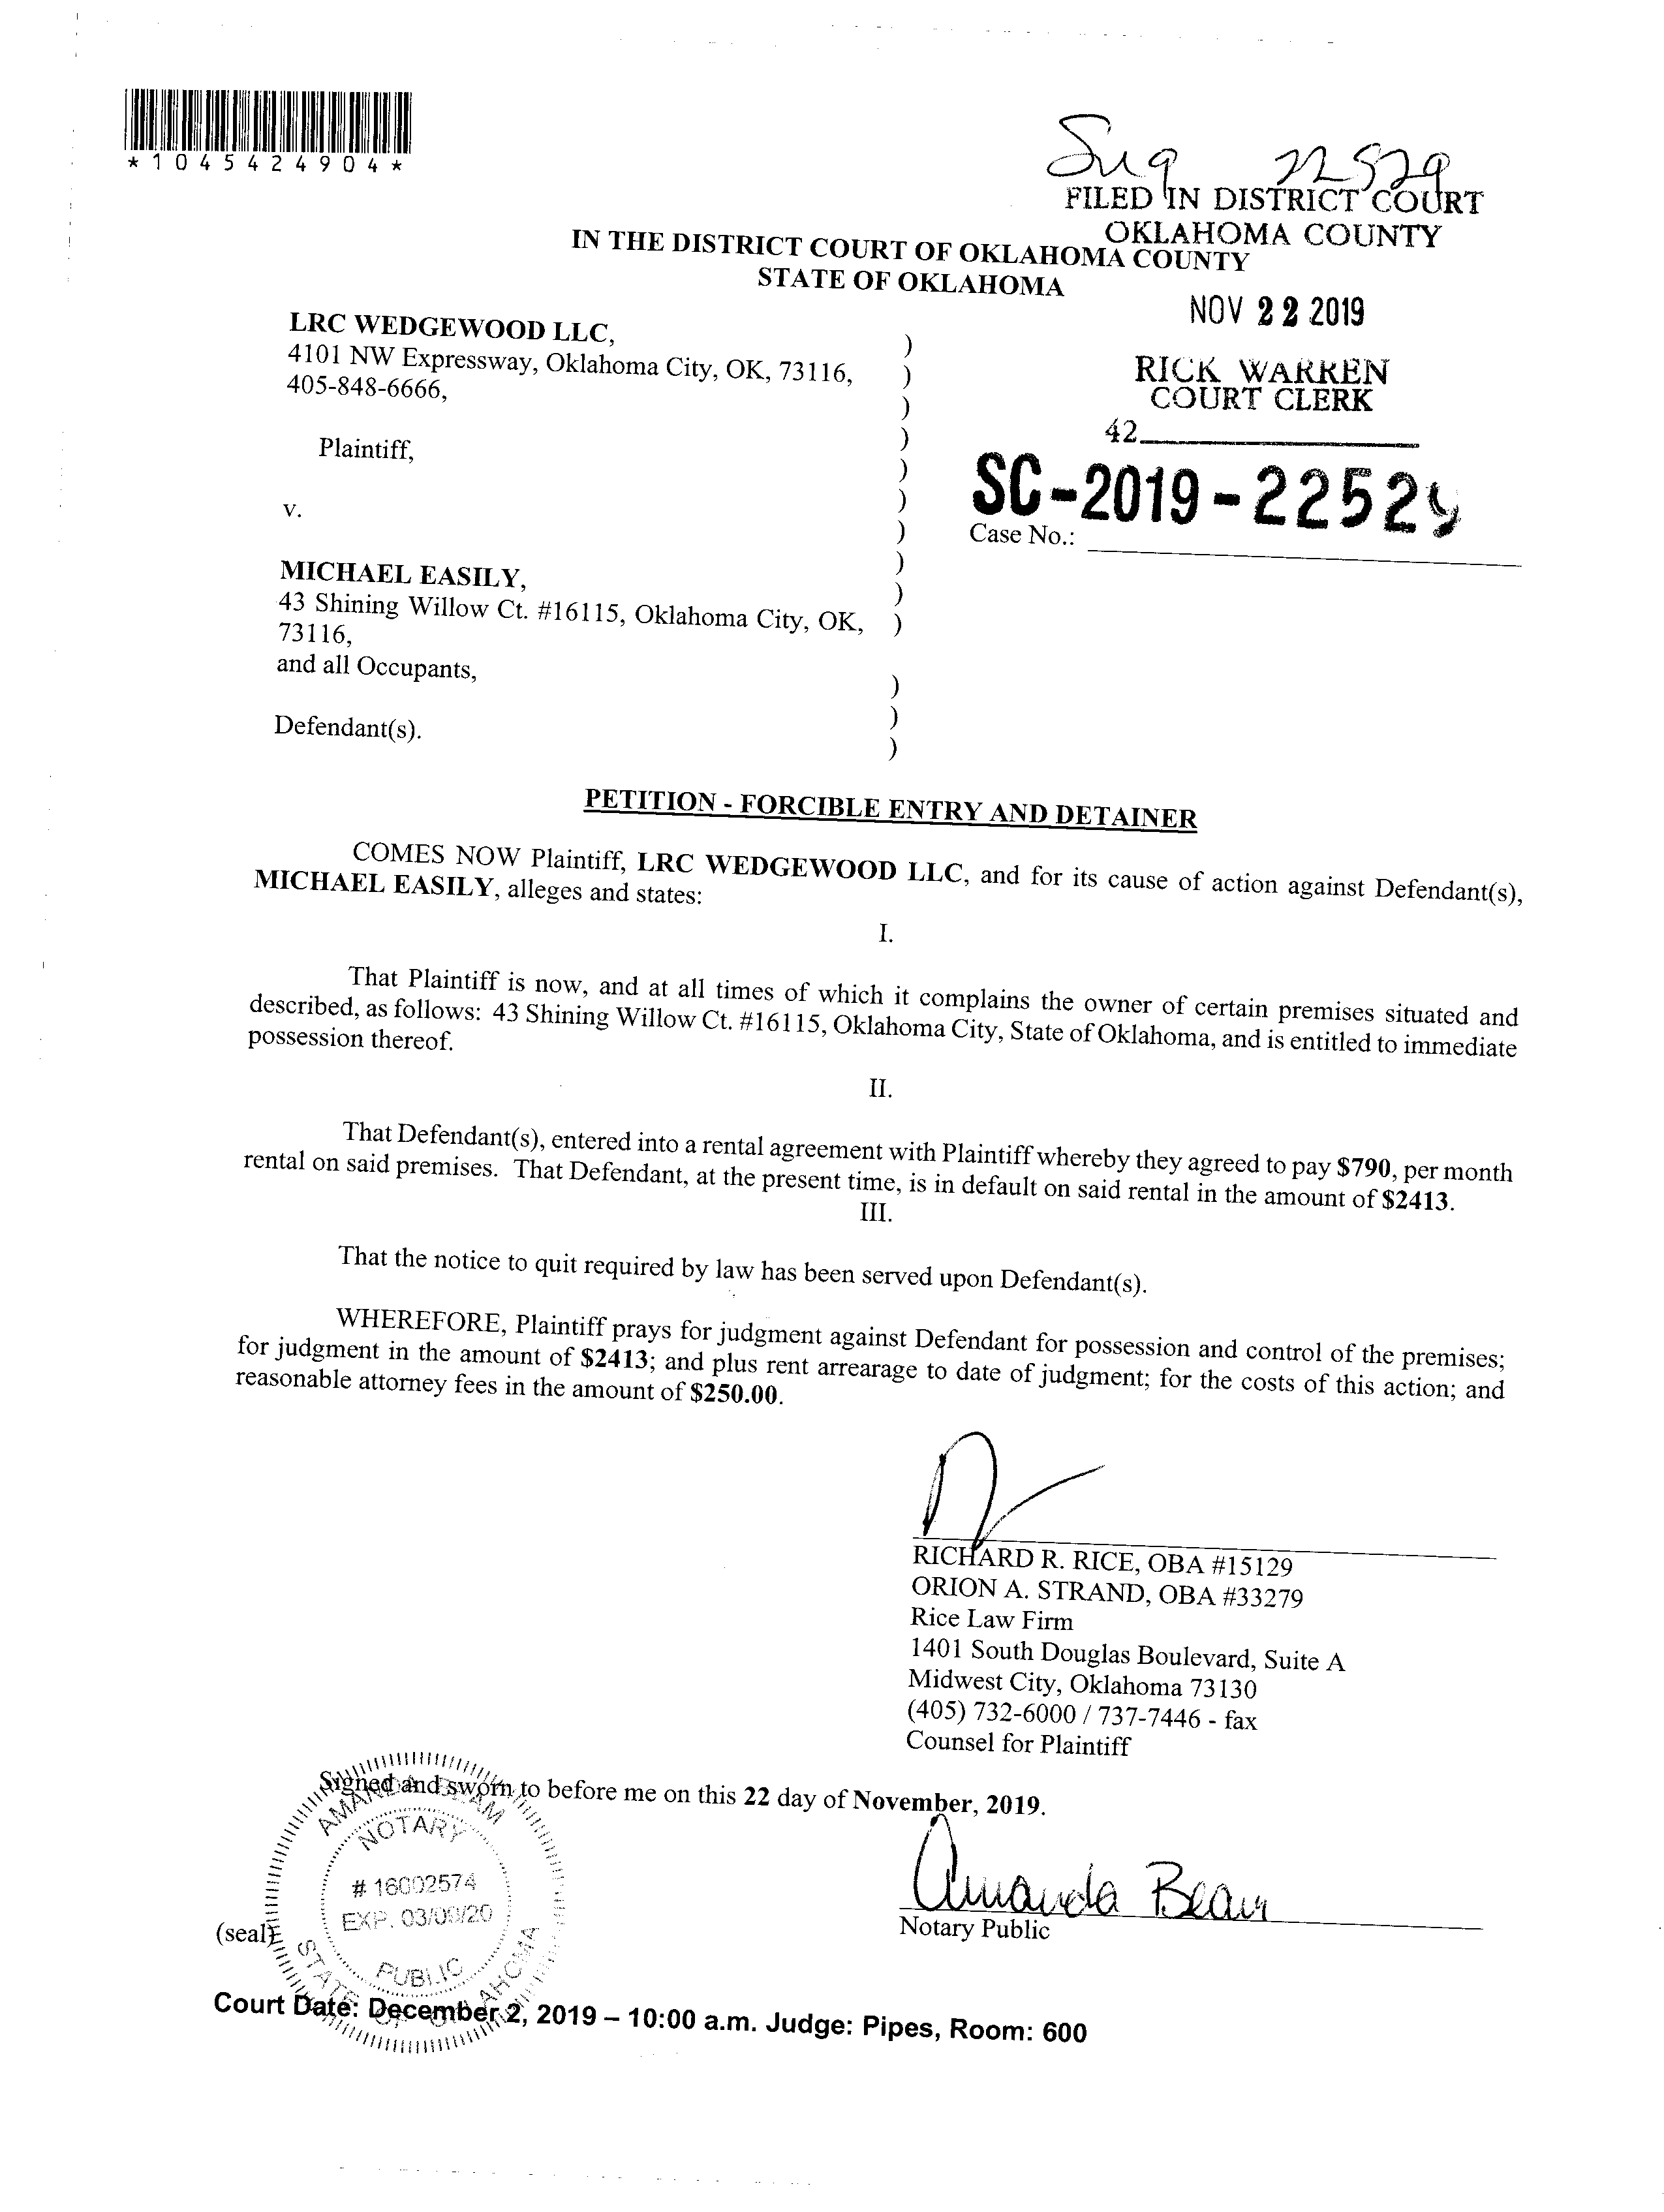 *1045424904*
22529
FILED IN DISTRICT COURT
OKLAHOMA COUNTY
IN THE DISTRICT COURT OF OKLAHOMA COUNTY
STATE OF OKLAHOMA
NOV 22 2019
RICK WARREN
COURT CLERK
42
SC-2019-22529
Case No.:
LRC WEDGEWOOD LLC,
4101 NW Expressway, Oklahoma City, OK, 73116,
405-848-6666,
Plaintiff,
v.
MICHAEL EASILY,
43 Shining Willow Ct. #16115, Oklahoma City, OK,
73116,
and all Occupants,
Defendant(s).
)
)
)
)
)
)
)
)
)
)
)
)
)
PETITION - FORCIBLE ENTRY AND DETAINER
COMES NOW Plaintiff, LRC WEDGEWOOD LLC, and for its cause of action against Defendant(s),
MICHAEL EASILY, alleges and states:
I.
That Plaintiff is now, and at all times of which it complains the owner of certain premises situated and
described, as follows: 43 Shining Willow Ct. #16115, Oklahoma City, State of Oklahoma, and is entitled to immediate
possession thereof.
II.
That Defendant(s), entered into a rental agreement with Plaintiff whereby they agreed to pay $790, per month
rental on said premises. That Defendant, at the present time, is in default on said rental in the amount of $2413.
III.
That the notice to quit required by law has been served upon Defendant(s).
WHEREFORE, Plaintiff prays for judgment against Defendant for possession and control of the premises;
for judgment in the amount of $2413; and plus rent arrearage to date of judgment; for the costs of this action; and
reasonable attorney fees in the amount of $250.00.
RICHARD R. RICE, OBA #15129
ORION A. STRAND, OBA #33279
Rice Law Firm
1401 South Douglas Boulevard, Suite A
Midwest City, Oklahoma 73130
(405) 732-6000 / 737-7446 - fax
Counsel for Plaintiff
Signed and sworn to before me on this 22 day of November, 2019.
AMANDA BEAM
NOTARY
# 16002574
EXP. 03/09/20
PUBLIC
STATE OF OKLAHOMA
(seal)
Amanda Beam
Notary Public
Court Date: December 2, 2019 – 10:00 a.m. Judge: Pipes, Room: 600